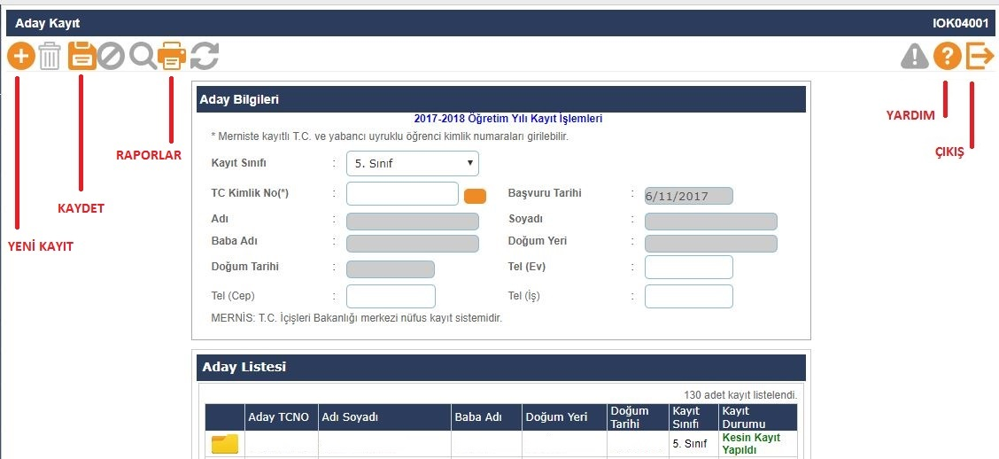 Aday Kayıt IOK04001
YARDIM
RAPORLAR
ÇIKIŞ
KAYDET
YENİ KAYIT
Aday Bilgileri
2017-2018 Öğretim Yılı Kayıt İşlemleri
* Merniste kayıtlı T.C. ve yabancı uyruklu öğrenci kimlik numaraları girilebilir.
Kayıt Sınıfı : 5. Sınıf
TC Kimlik No(*) : Başvuru Tarihi : 6/11/2017
Adı : Soyadı :
Baba Adı : Doğum Yeri :
Doğum Tarihi : Tel (Ev) :
Tel (Cep) : Tel (İş) :
MERNİS: T.C. İçişleri Bakanlığı merkezi nüfus kayıt sistemidir.
Aday Listesi
130 adet kayıt listelendi.
Aday TCNO Adı Soyadı Baba Adı Doğum Yeri Doğum Tarihi Kayıt Sınıfı Kayıt Durumu
5. Sınıf Kesin Kayıt Yapıldı